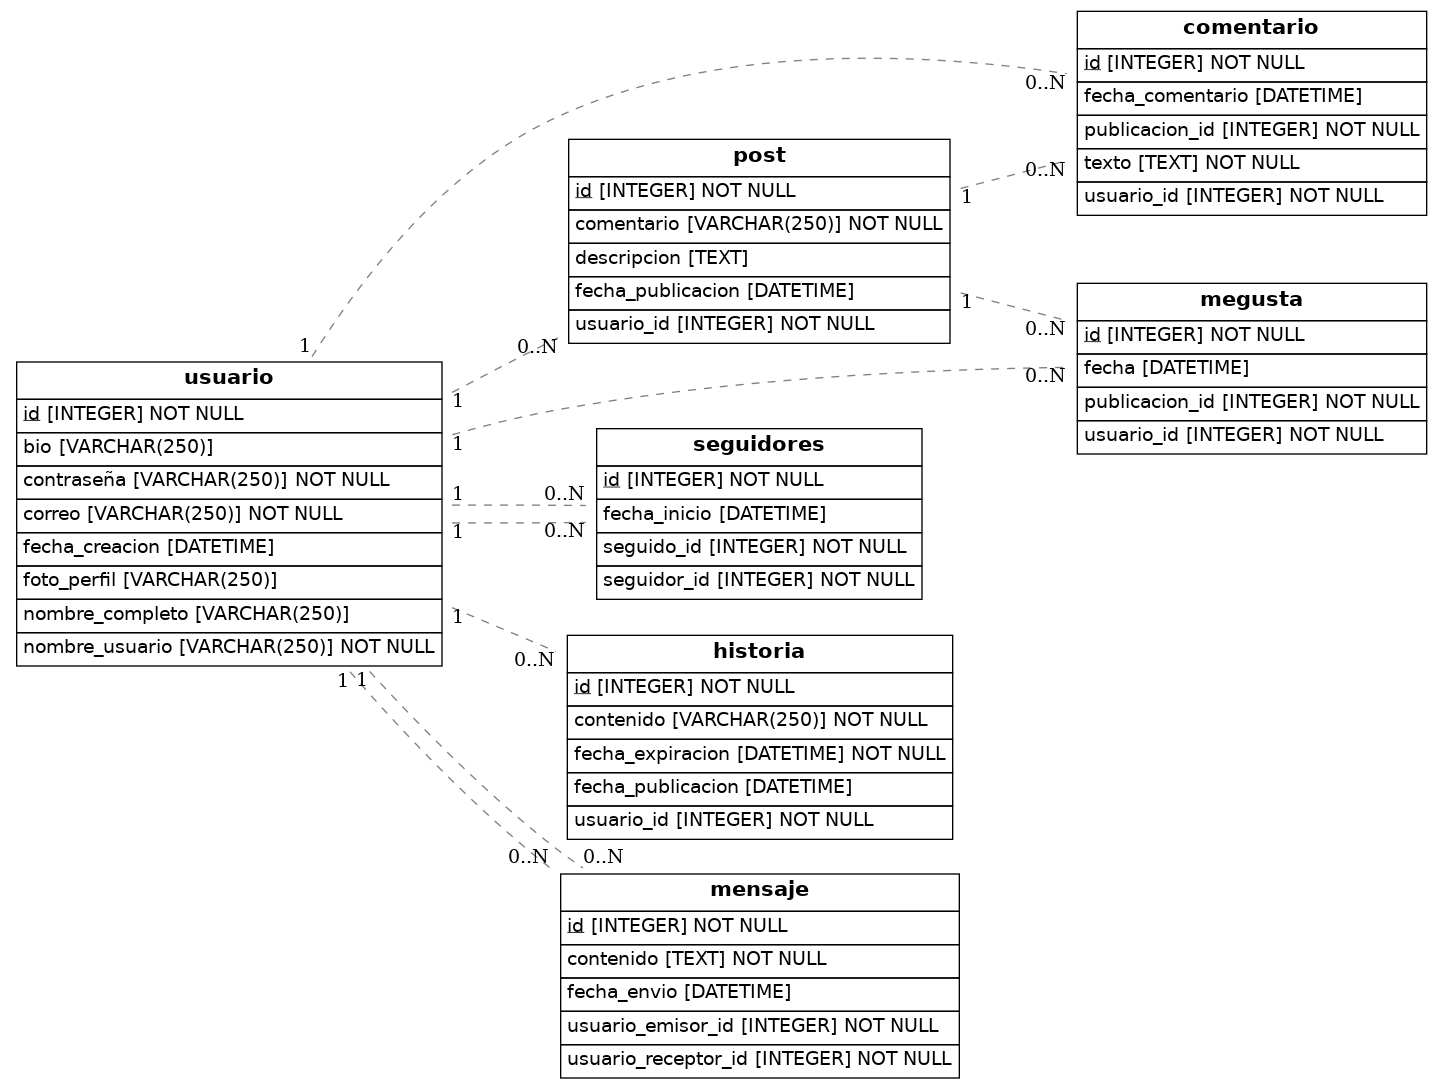 comentario
id [INTEGER] NOT NULL
fecha_comentario [DATETIME]
publicacion_id [INTEGER] NOT NULL
texto [TEXT] NOT NULL
usuario_id [INTEGER] NOT NULL
post
id [INTEGER] NOT NULL
comentario [VARCHAR(250)] NOT NULL
descripcion [TEXT]
fecha_publicacion [DATETIME]
usuario_id [INTEGER] NOT NULL
megusta
id [INTEGER] NOT NULL
fecha [DATETIME]
publicacion_id [INTEGER] NOT NULL
usuario_id [INTEGER] NOT NULL
usuario
id [INTEGER] NOT NULL
bio [VARCHAR(250)]
contraseña [VARCHAR(250)] NOT NULL
correo [VARCHAR(250)] NOT NULL
fecha_creacion [DATETIME]
foto_perfil [VARCHAR(250)]
nombre_completo [VARCHAR(250)]
nombre_usuario [VARCHAR(250)] NOT NULL
seguidores
id [INTEGER] NOT NULL
fecha_inicio [DATETIME]
seguido_id [INTEGER] NOT NULL
seguidor_id [INTEGER] NOT NULL
historia
id [INTEGER] NOT NULL
contenido [VARCHAR(250)] NOT NULL
fecha_expiracion [DATETIME] NOT NULL
fecha_publicacion [DATETIME]
usuario_id [INTEGER] NOT NULL
mensaje
id [INTEGER] NOT NULL
contenido [TEXT] NOT NULL
fecha_envio [DATETIME]
usuario_emisor_id [INTEGER] NOT NULL
usuario_receptor_id [INTEGER] NOT NULL
1
0..N
1
0..N
1
0..N
1
0..N
1
0..N
1
0..N
1
0..N
1
0..N
1
0..N
1
0..N